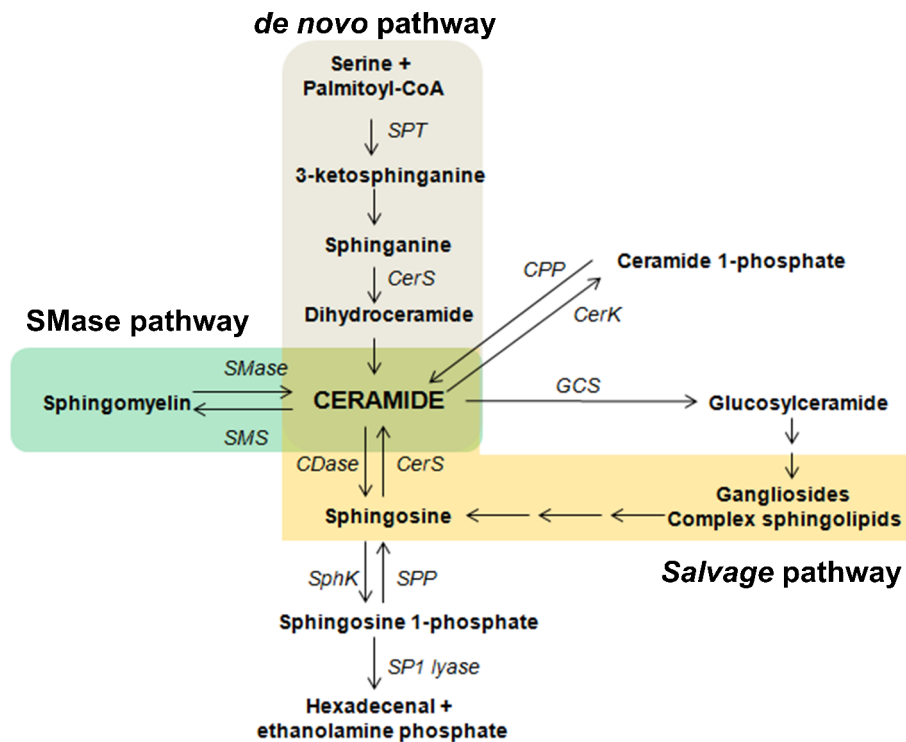 de novo pathway
Serine +
Palmitoyl-CoA
SPT
3-ketosphinganine
Sphinganine
CerS
Dihydroceramide
CPP
Ceramide 1-phosphate
CerK
SMase pathway
SMase
Sphingomyelin
SMS
CERAMIDE
GCS
Glucosylceramide
CDase
CerS
Gangliosides
Complex sphingolipids
Sphingosine
Salvage pathway
SphK
SPP
Sphingosine 1-phosphate
SP1 lyase
Hexadecenal +
ethanolamine phosphate